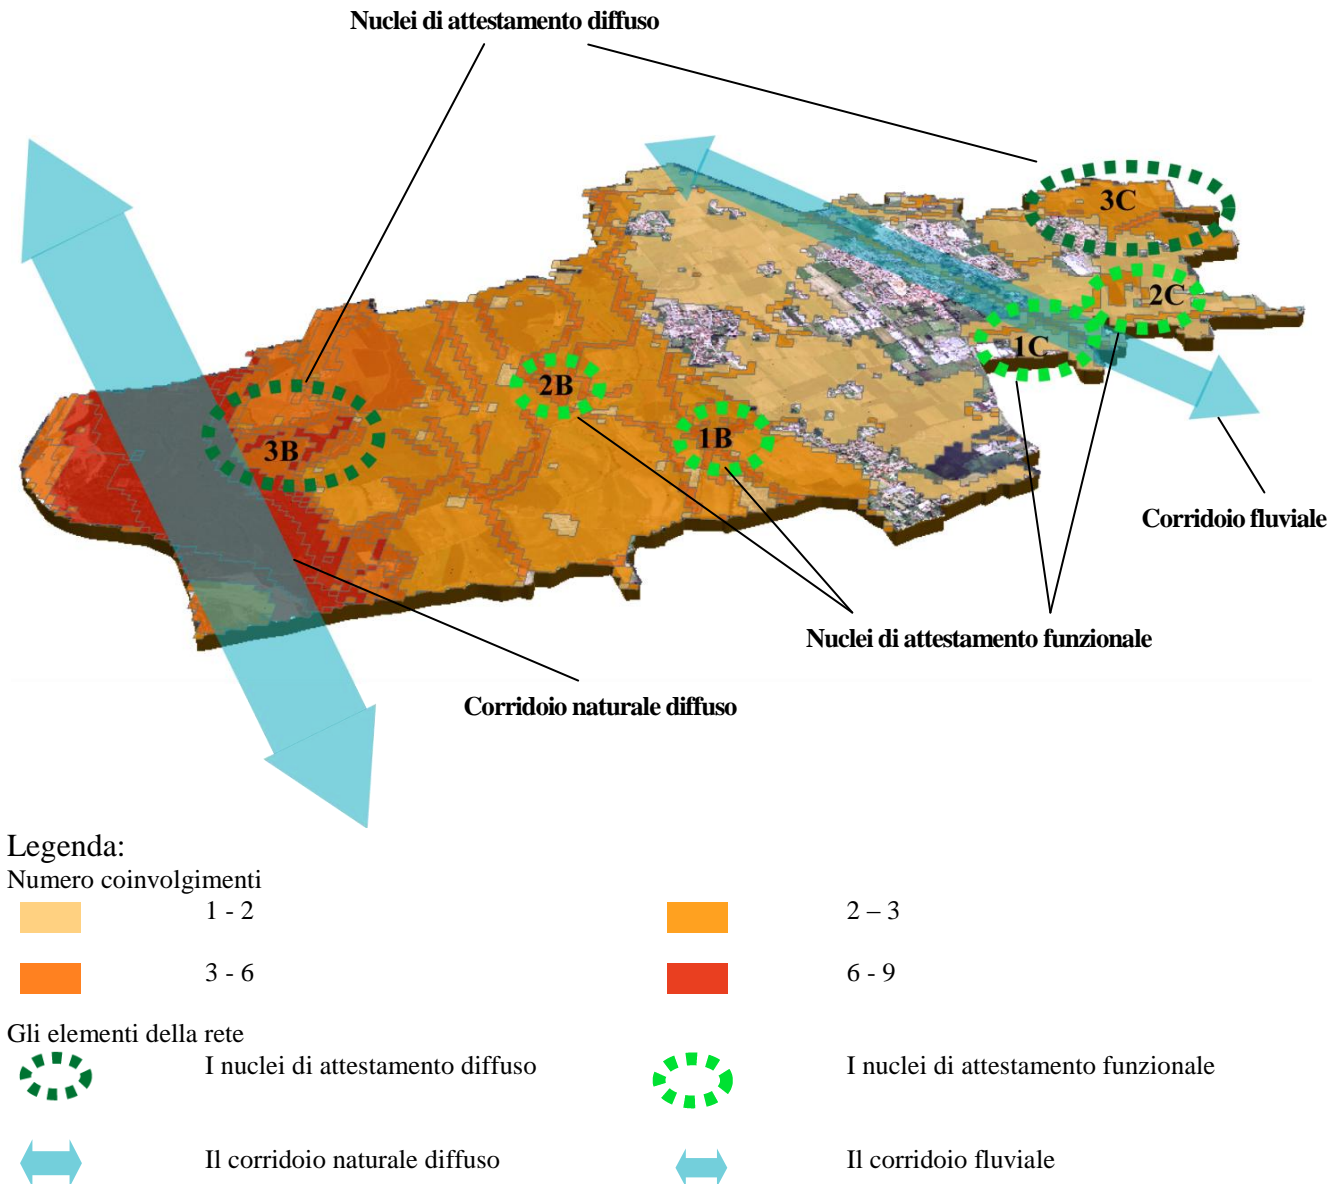 Nuclei di attestamento diffuso
3C
2C
1C
2B
1B
3B
Corridoio fluviale
Nuclei di attestamento funzionale
Corridoio naturale diffuso
Legenda:
Numero coinvolgimenti
1 - 2
2 – 3
3 - 6
6 - 9
Gli elementi della rete
I nuclei di attestamento diffuso
I nuclei di attestamento funzionale
Il corridoio naturale diffuso
Il corridoio fluviale